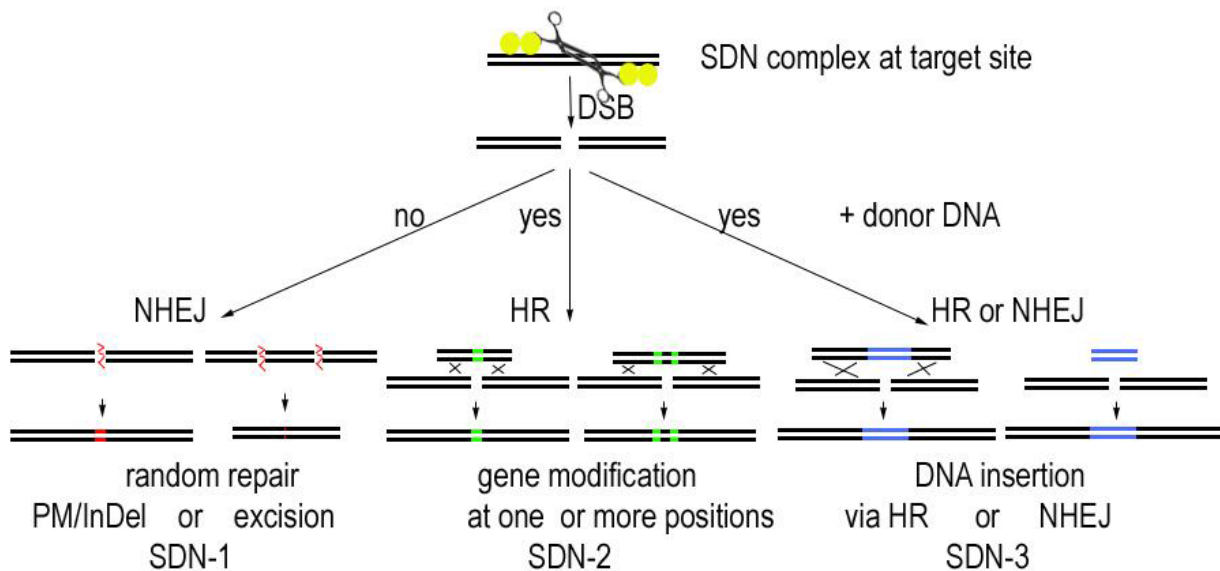 SDN complex at target site
DSB
no yes yes + donor DNA
NHEJ HR HR or NHEJ
random repair gene modification DNA insertion
PM/InDel or excision at one or more positions via HR or NHEJ
SDN-1 SDN-2 SDN-3